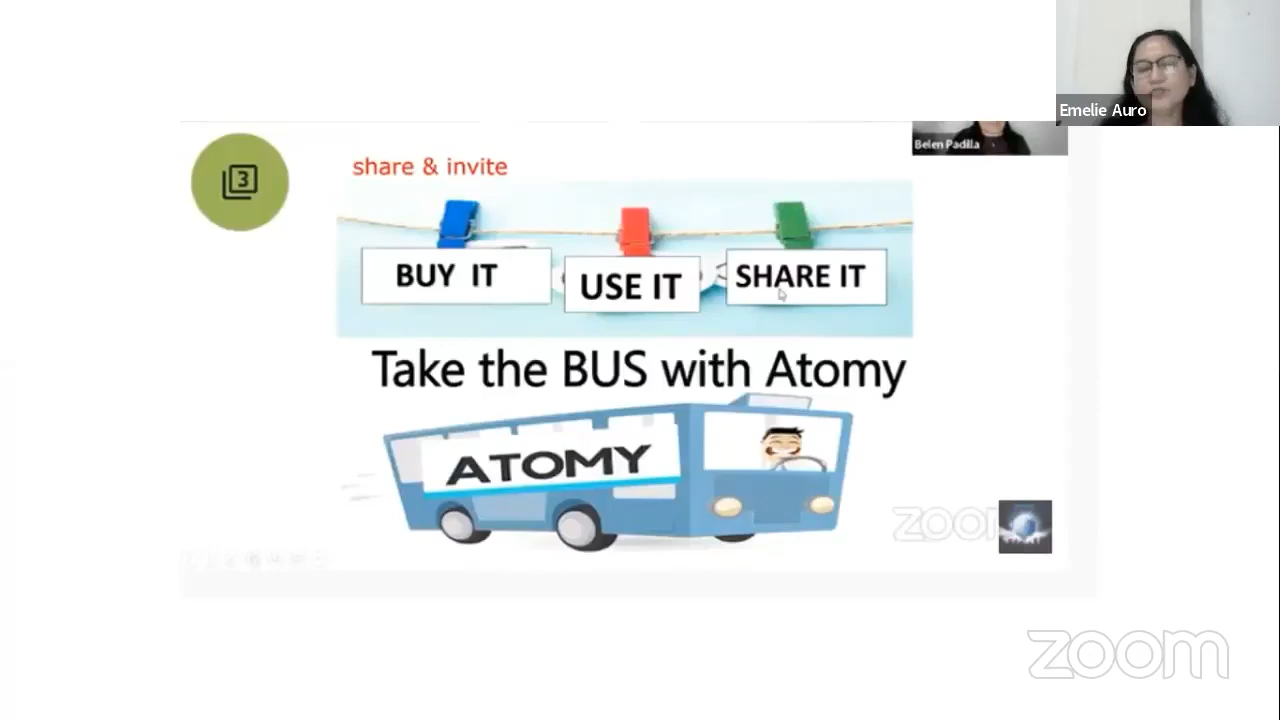 Emelie Auro
Belen Padilla
3
share & invite
BUY IT
USE IT
SHARE IT
Take the BUS with Atomy
ATOMY
zoom
zoom